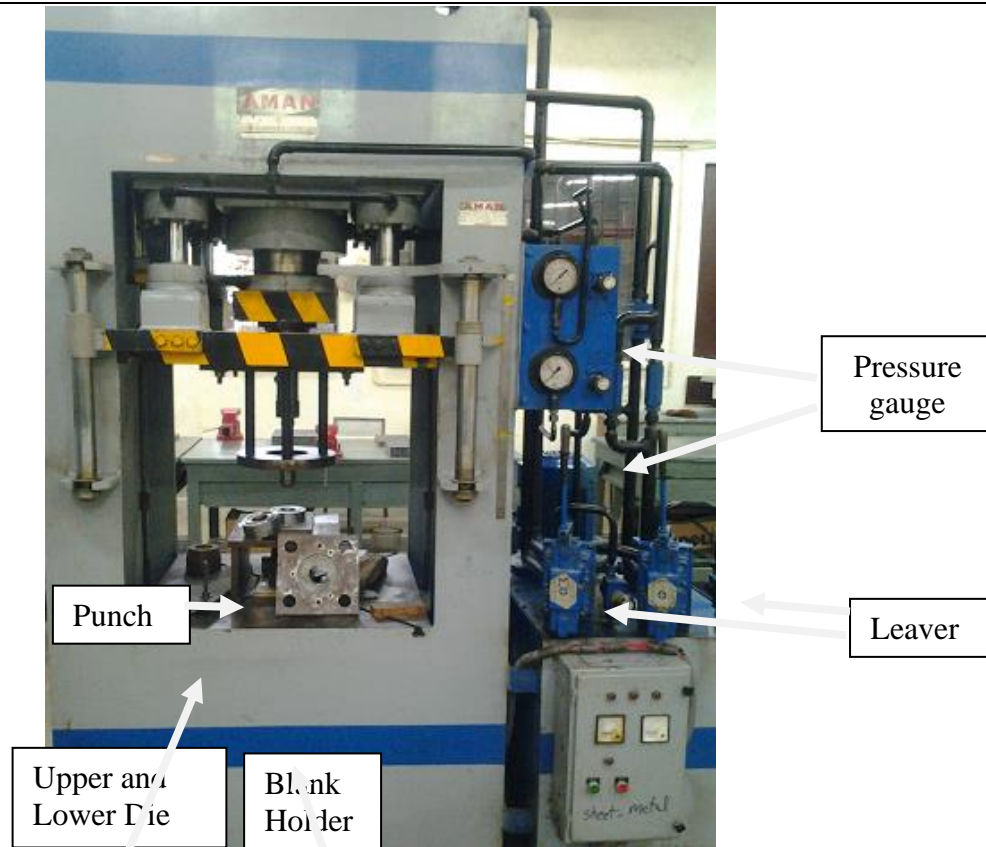 AMAN
AMAN
Pressure
gauge
Punch
Leaver
Upper and
Lower Die
Blank
Holder
sheet-metal